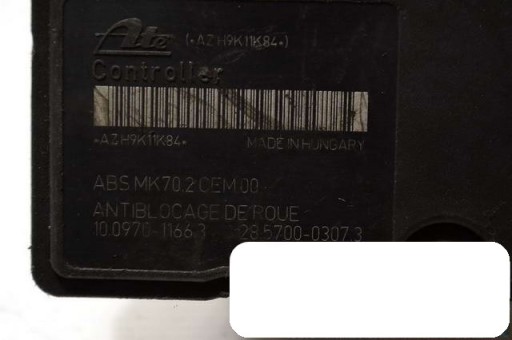 Ate (*AZH9K11K84*)
Controller
*AZH9K11K84* MADE IN HUNGARY
ABS MK70.2 CEM 00
ANTIBLOCAGE DE ROUE
10.0970-1166.3 28.5700-0307.3